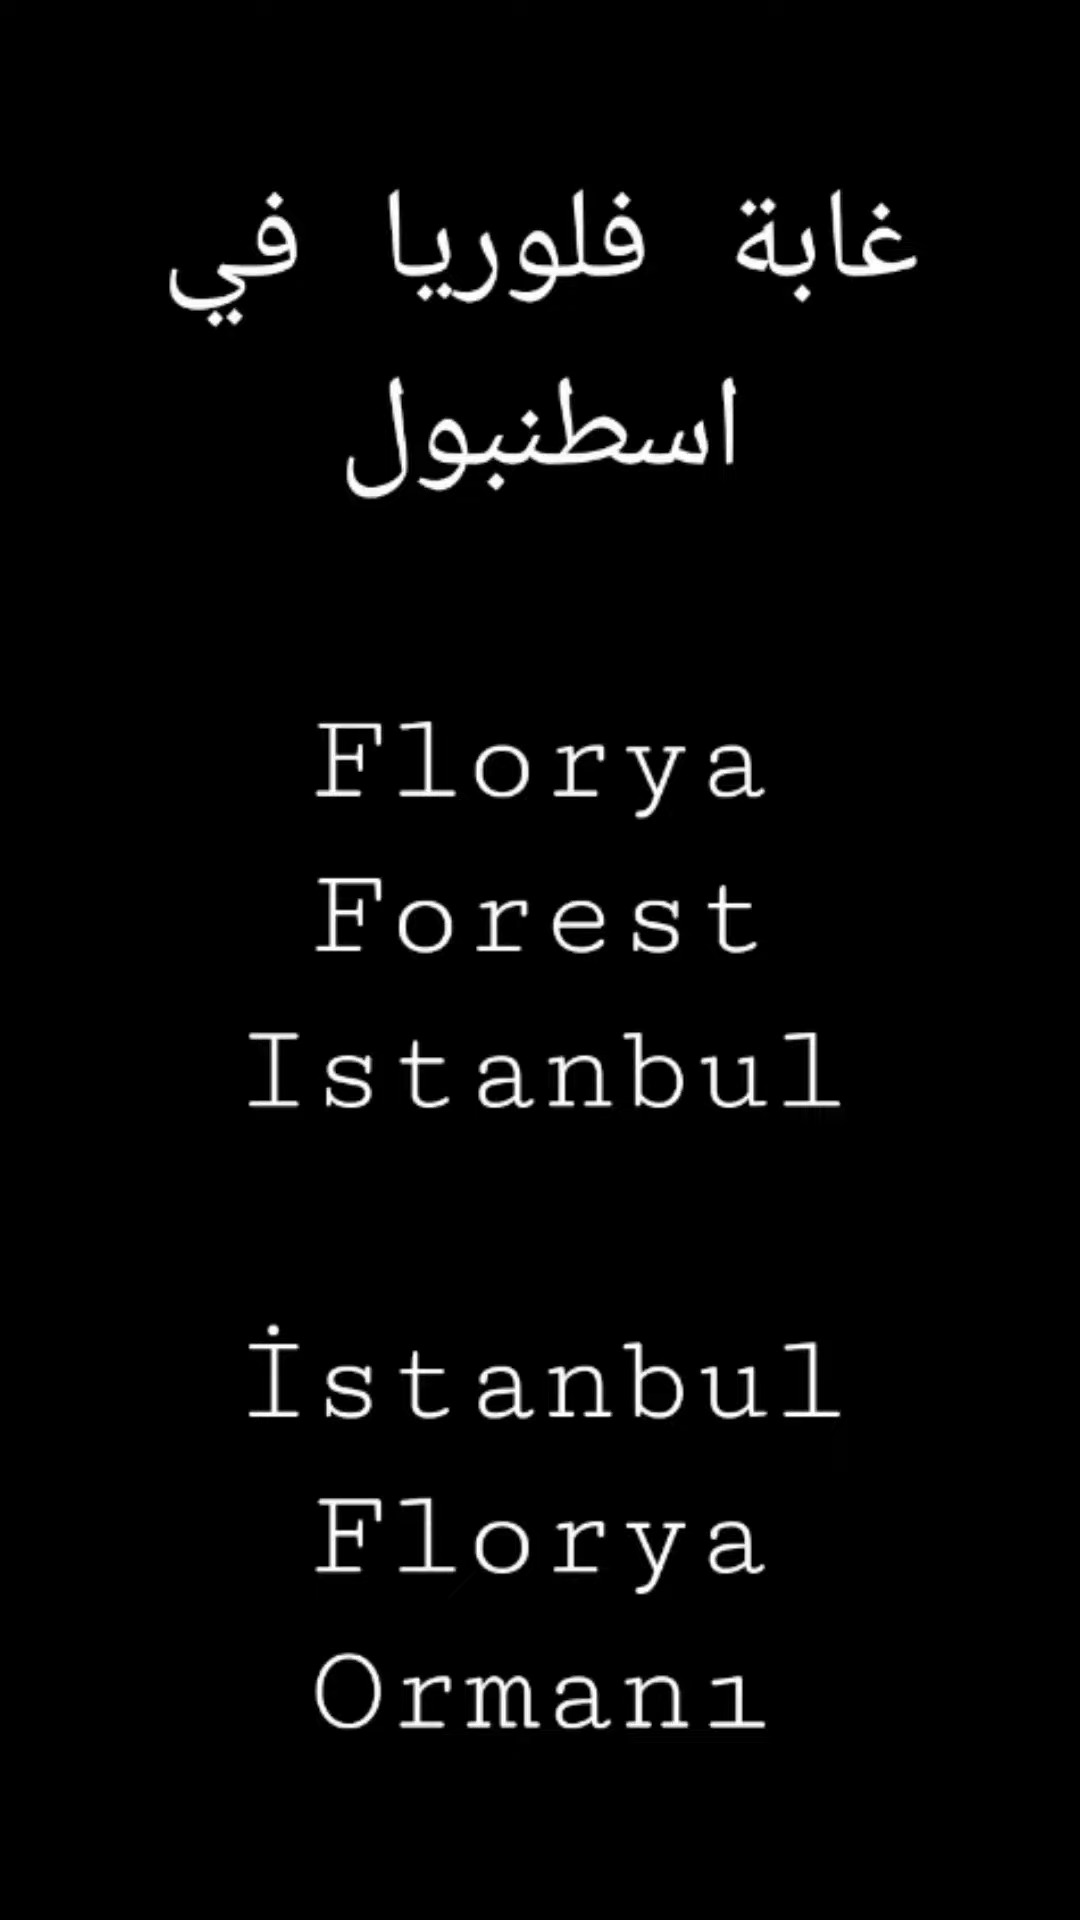 غابة فلوريا في
اسطنبول
Florya
Forest
Istanbul
İstanbul
Florya
Ormanı